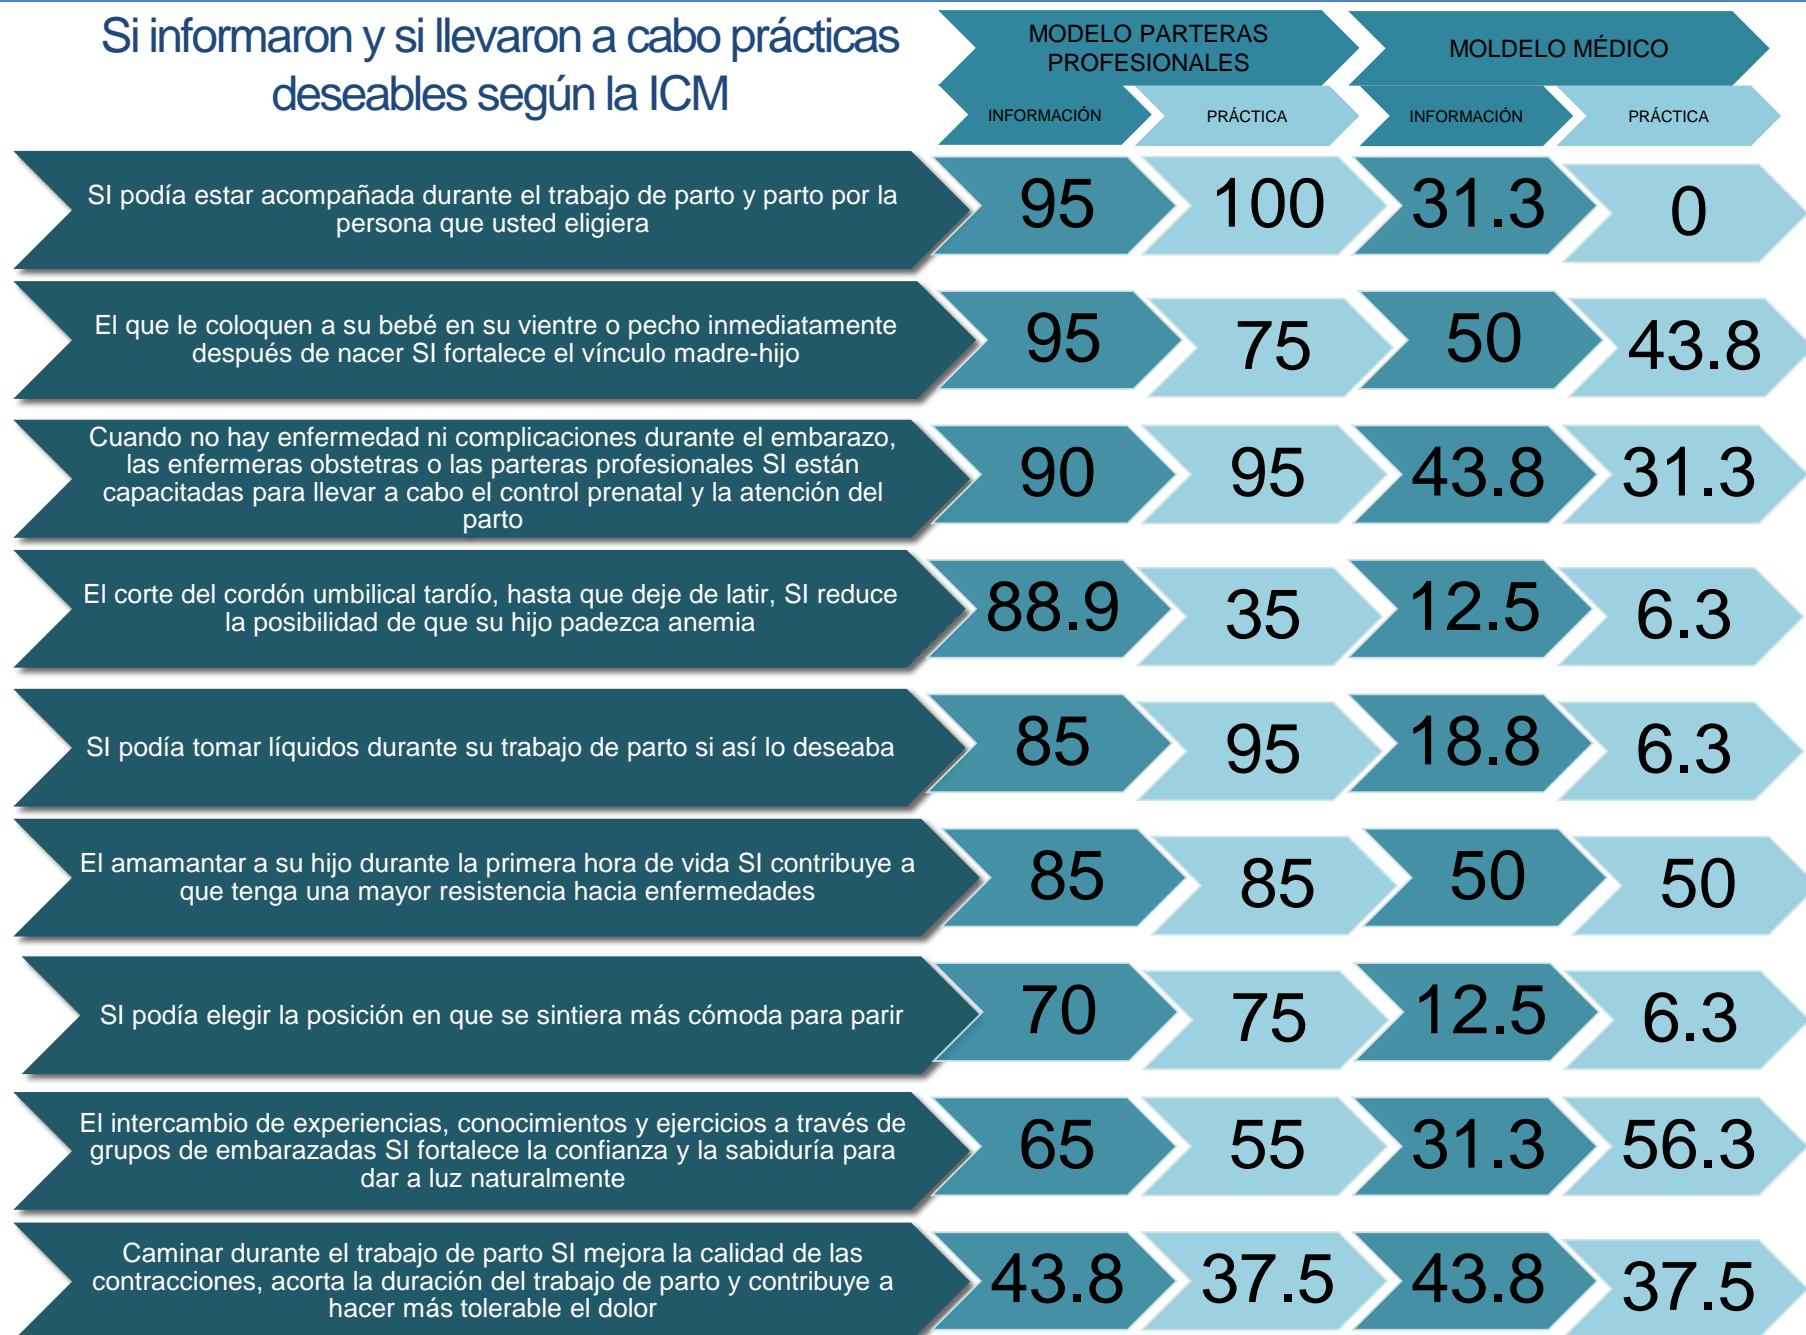 Si informaron y si llevaron a cabo prácticas
deseables según la ICM
MODELO PARTERAS
PROFESIONALES
MOLDELO MÉDICO
INFORMACIÓN
PRÁCTICA
INFORMACIÓN
PRÁCTICA
SI podía estar acompañada durante el trabajo de parto y parto por la
persona que usted eligiera
95
100
31.3
0
El que le coloquen a su bebé en su vientre o pecho inmediatamente
después de nacer SI fortalece el vínculo madre-hijo
95
75
50
43.8
Cuando no hay enfermedad ni complicaciones durante el embarazo,
las enfermeras obstetras o las parteras profesionales SI están
capacitadas para llevar a cabo el control prenatal y la atención del
parto
90
95
43.8
31.3
El corte del cordón umbilical tardío, hasta que deje de latir, SI reduce
la posibilidad de que su hijo padezca anemia
88.9
35
12.5
6.3
SI podía tomar líquidos durante su trabajo de parto si así lo deseaba
85
95
18.8
6.3
El amamantar a su hijo durante la primera hora de vida SI contribuye a
que tenga una mayor resistencia hacia enfermedades
85
85
50
50
SI podía elegir la posición en que se sintiera más cómoda para parir
70
75
12.5
6.3
El intercambio de experiencias, conocimientos y ejercicios a través de
grupos de embarazadas SI fortalece la confianza y la sabiduría para
dar a luz naturalmente
65
55
31.3
56.3
Caminar durante el trabajo de parto SI mejora la calidad de las
contracciones, acorta la duración del trabajo de parto y contribuye a
hacer más tolerable el dolor
43.8
37.5
43.8
37.5